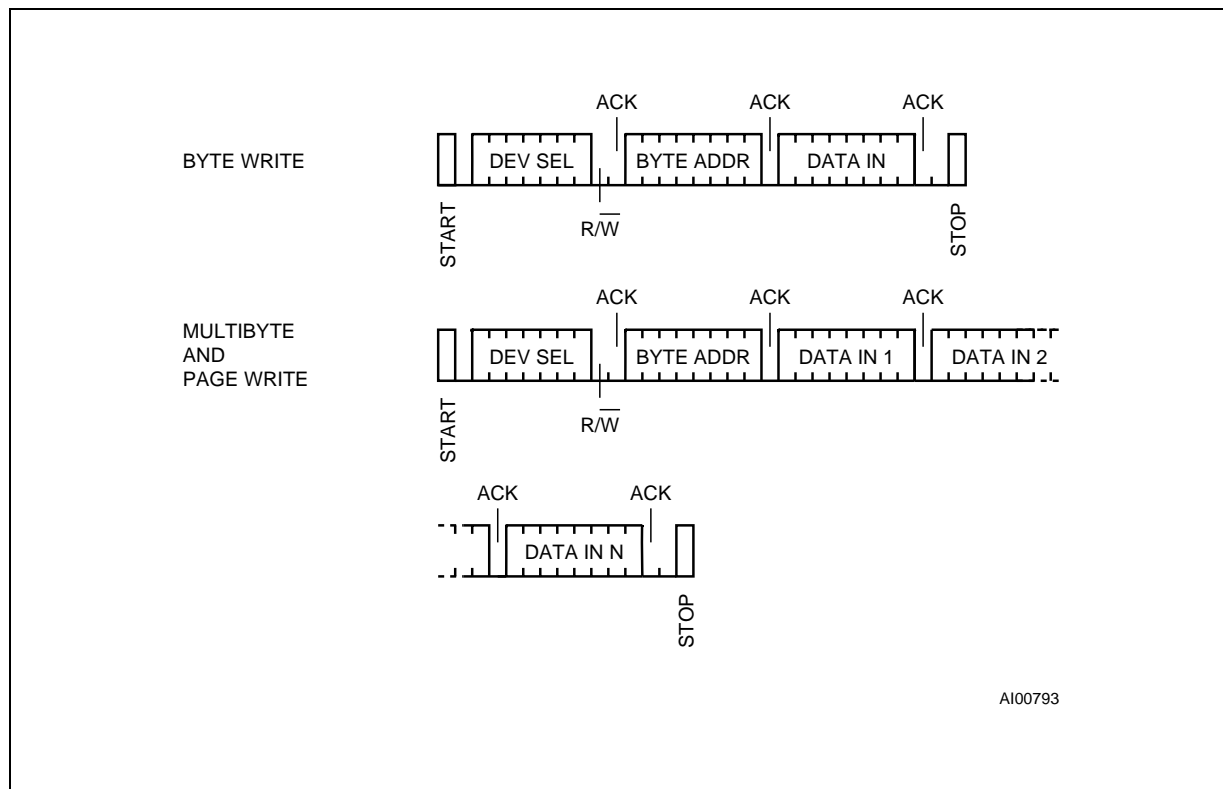 ACK ACK ACK
BYTE WRITE DEV SEL BYTE ADDR DATA IN
START R/W̅ STOP
ACK ACK ACK
MULTIBYTE
AND
PAGE WRITE
DEV SEL BYTE ADDR DATA IN 1 DATA IN 2
START R/W̅
ACK ACK
DATA IN N
STOP
AI00793